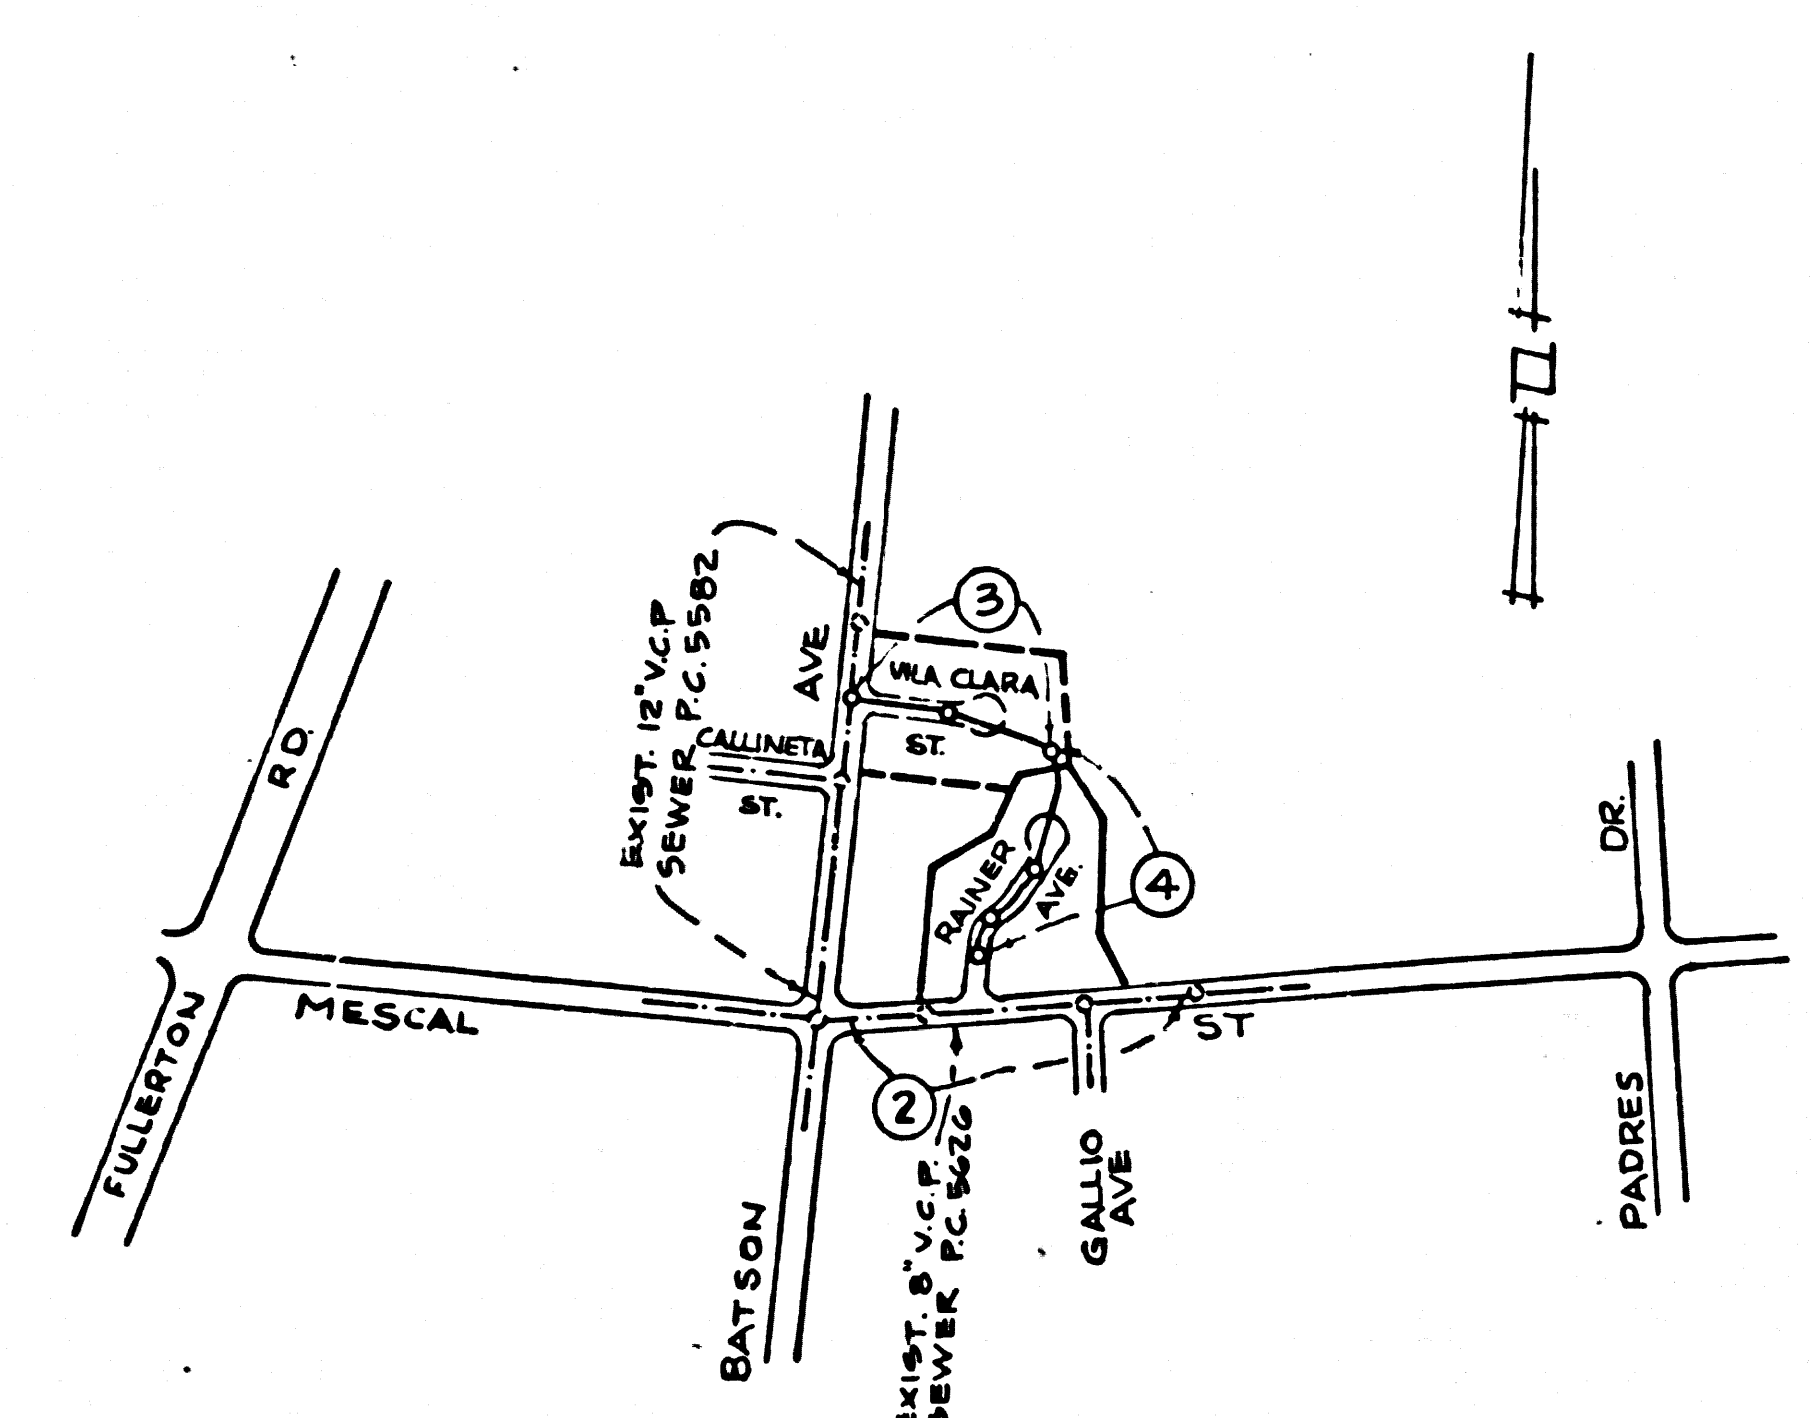 N
EXIST. 12" V.C.P
SEWER P.C. 5582
AVE
3
VILA CLARA
ST.
CALLINETA
ST.
RD.
RAINER
AVE.
4
DR.
MESCAL
ST
FULLERTON
2
EXIST. 8" V.C.P.
SEWER P.C. 5626
GALLIO
AVE
PADRES
BATSON